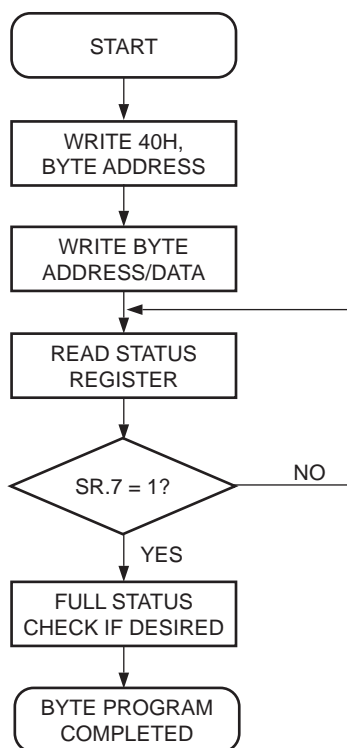 START
WRITE 40H,
BYTE ADDRESS
WRITE BYTE
ADDRESS/DATA
READ STATUS
REGISTER
SR.7 = 1?
NO
YES
FULL STATUS
CHECK IF DESIRED
BYTE PROGRAM
COMPLETED